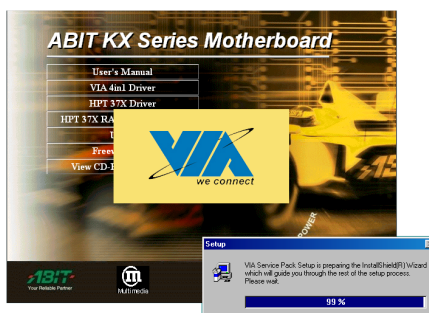 ABIT KX Series Motherboard
User's Manual
VIA 4in1 Driver
HPT 37X Driver
HPT 37X RA
U
Freew
View CD-
VIA
we connect
POWER
Setup
VIA Service Pack Setup is preparing the InstallShield(R) Wizard
which will guide you through the rest of the setup process.
Please wait.
99 %
ABIT
Your Reliable Partner
m
Multimedia